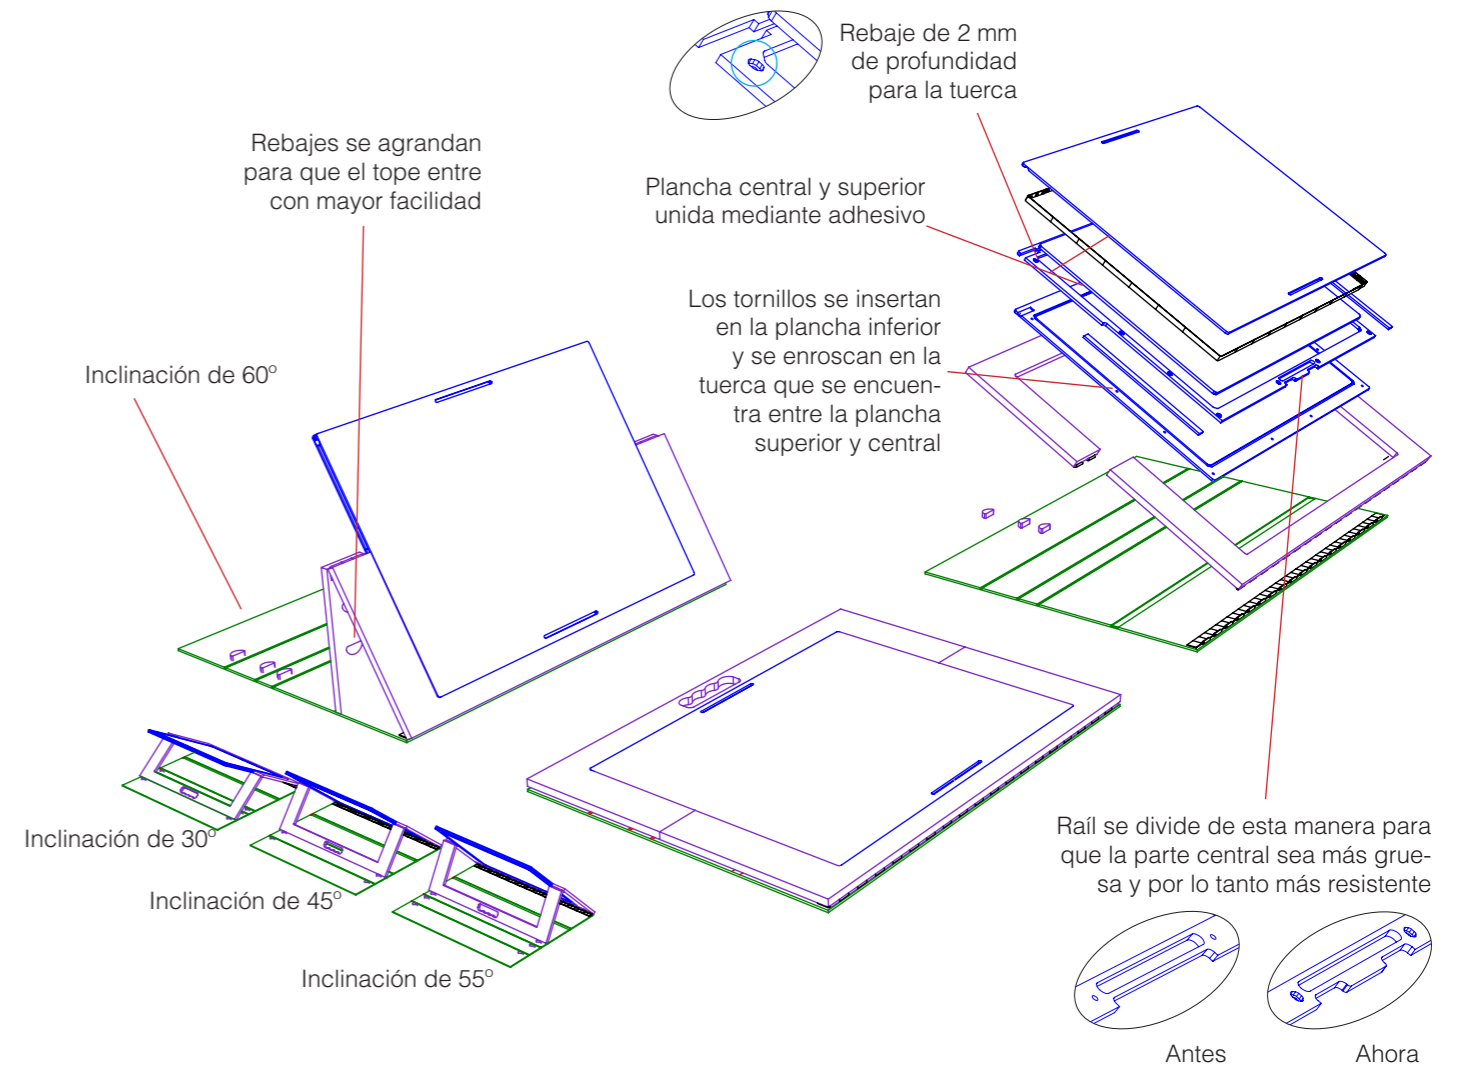 Rebaje de 2 mm
de profundidad
para la tuerca
Rebajes se agrandan
para que el tope entre
con mayor facilidad
Plancha central y superior
unida mediante adhesivo
Los tornillos se insertan
en la plancha inferior
y se enroscan en la
tuerca que se encuen-
tra entre la plancha
superior y central
Inclinación de 60º
Inclinación de 30º
Inclinación de 45º
Inclinación de 55º
Raíl se divide de esta manera para
que la parte central sea más grue-
sa y por lo tanto más resistente
Antes
Ahora